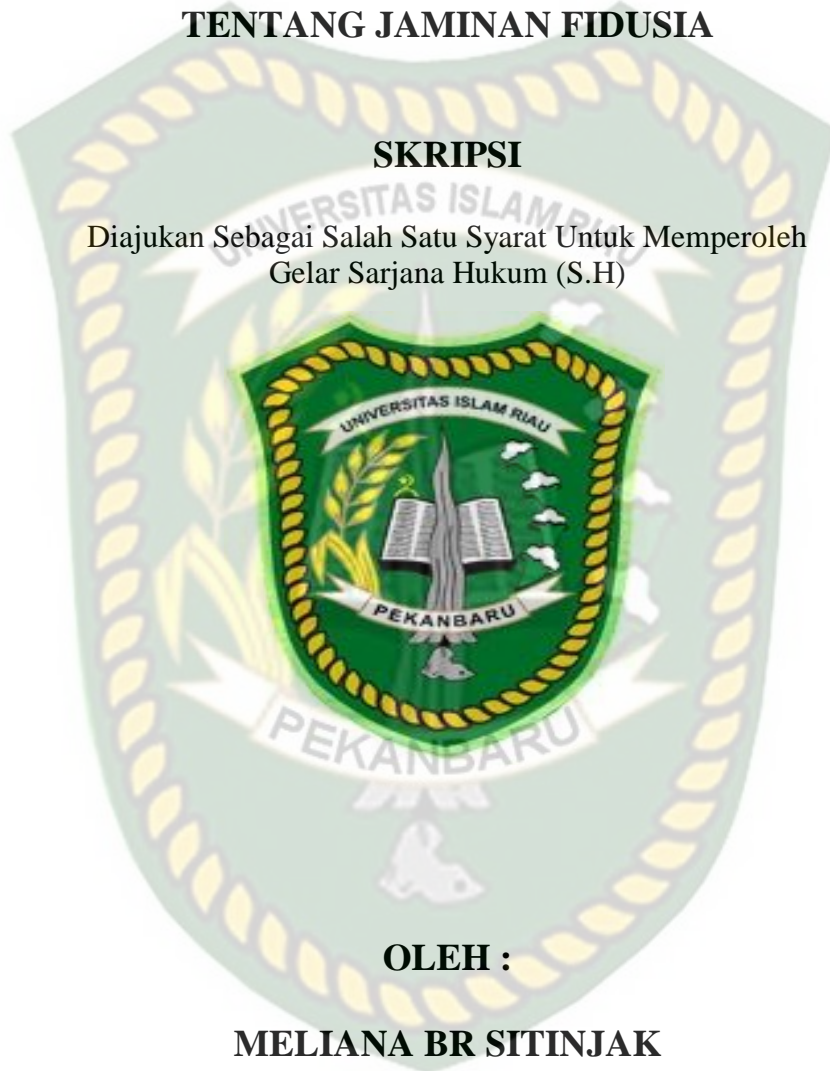 TENTANG JAMINAN FIDUSIA
SKRIPSI
UNIVERSITAS ISLAM RIAU
Diajukan Sebagai Salah Satu Syarat Untuk Memperoleh
Gelar Sarjana Hukum (S.H)
UNIVERSITAS ISLAM RIAU
PEKANBARU
PEKANBARU
OLEH :
MELIANA BR SITINJAK